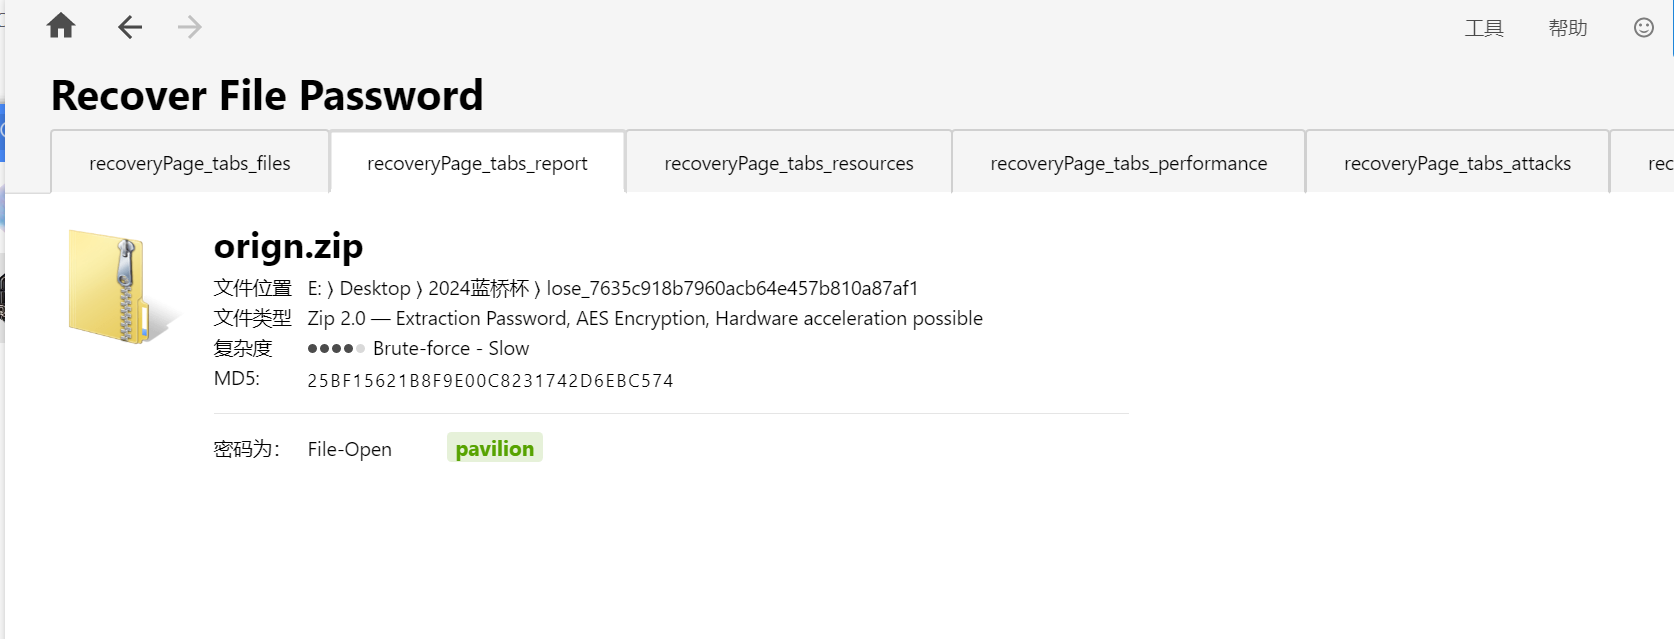 工具 帮助
Recover File Password
recoveryPage_tabs_files recoveryPage_tabs_report recoveryPage_tabs_resources recoveryPage_tabs_performance recoveryPage_tabs_attacks rec
orign.zip
文件位置 E: ⟩ Desktop ⟩ 2024蓝桥杯 ⟩ lose_7635c918b7960acb64e457b810a87af1
文件类型 Zip 2.0 — Extraction Password, AES Encryption, Hardware acceleration possible
复杂度 Brute-force - Slow
MD5: 25BF15621B8F9E00C8231742D6EBC574
密码为： File-Open pavilion